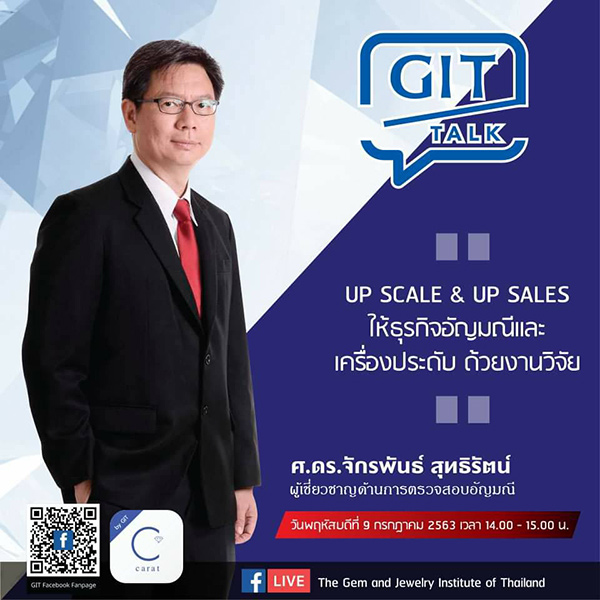 GIT
TALK
UP SCALE & UP SALES
ให้ธุรกิจอัญมณีและ
เครื่องประดับ ด้วยงานวิจัย
ศ.ดร.จักรพันธ์ สุทธิรัตน์
ผู้เชี่ยวชาญด้านการตรวจสอบอัญมณี
วันพฤหัสบดีที่ 9 กรกฎาคม 2563 เวลา 14.00 - 15.00 น.
by GIT
C
carat
GIT Facebook Fanpage
f LIVE The Gem and Jewelry Institute of Thailand